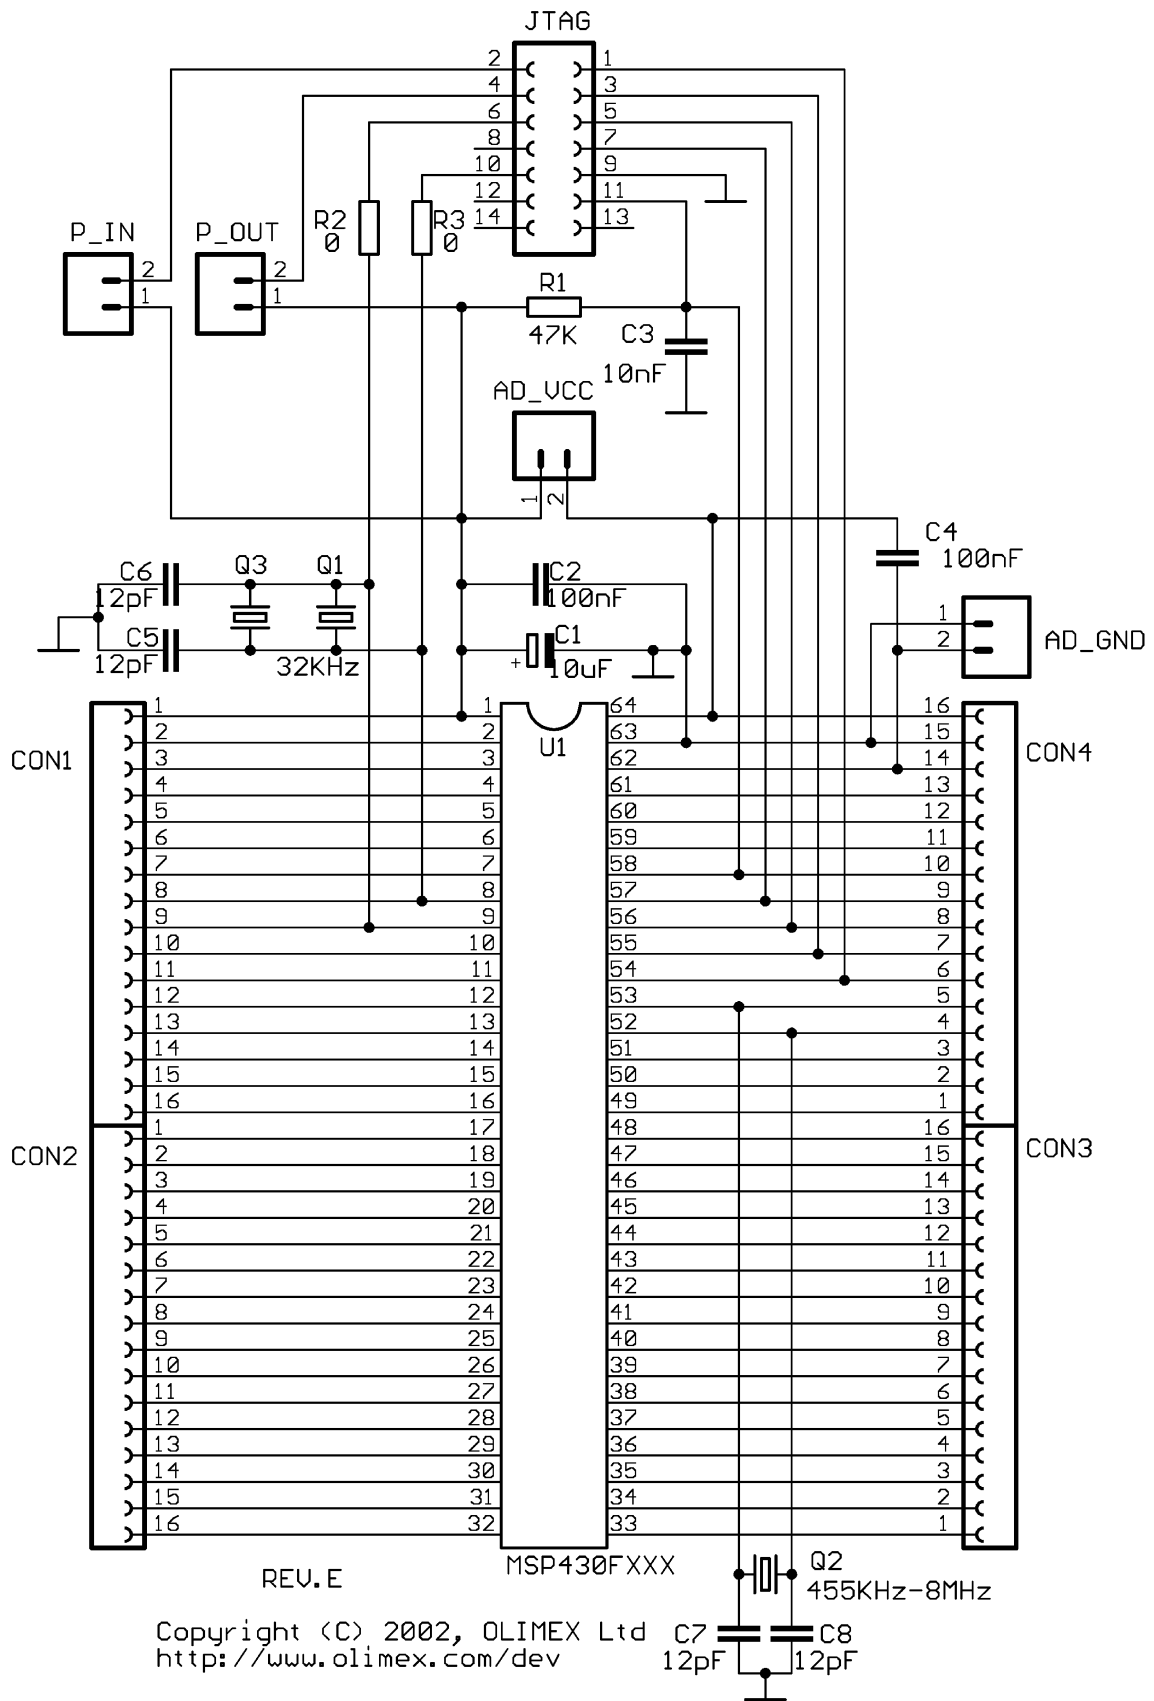 JTAG
2 1
4 3
6 5
8 7
10 9
12 11
14 13
P_IN P_OUT R2 R3
0 0
2 2
1 1
R1
47K
C3
10nF
AD_VCC
1 2
C4
100nF
C6 Q3 Q1 C2
12pF 100nF
C5 C1
12pF 32KHz + 10uF
1
2
AD_GND
U1
CON1
CON4
1 1 64 16
2 2 63 15
3 3 62 14
4 4 61 13
5 5 60 12
6 6 59 11
7 7 58 10
8 8 57 9
9 9 56 8
10 10 55 7
11 11 54 6
12 12 53 5
13 13 52 4
14 14 51 3
15 15 50 2
16 16 49 1
CON2
CON3
1 17 48 16
2 18 47 15
3 19 46 14
4 20 45 13
5 21 44 12
6 22 43 11
7 23 42 10
8 24 41 9
9 25 40 8
10 26 39 7
11 27 38 6
12 28 37 5
13 29 36 4
14 30 35 3
15 31 34 2
16 32 33 1
MSP430FXXX
REV.E
Q2
455KHz-8MHz
Copyright (C) 2002, OLIMEX Ltd
http://www.olimex.com/dev
C7 C8
12pF 12pF